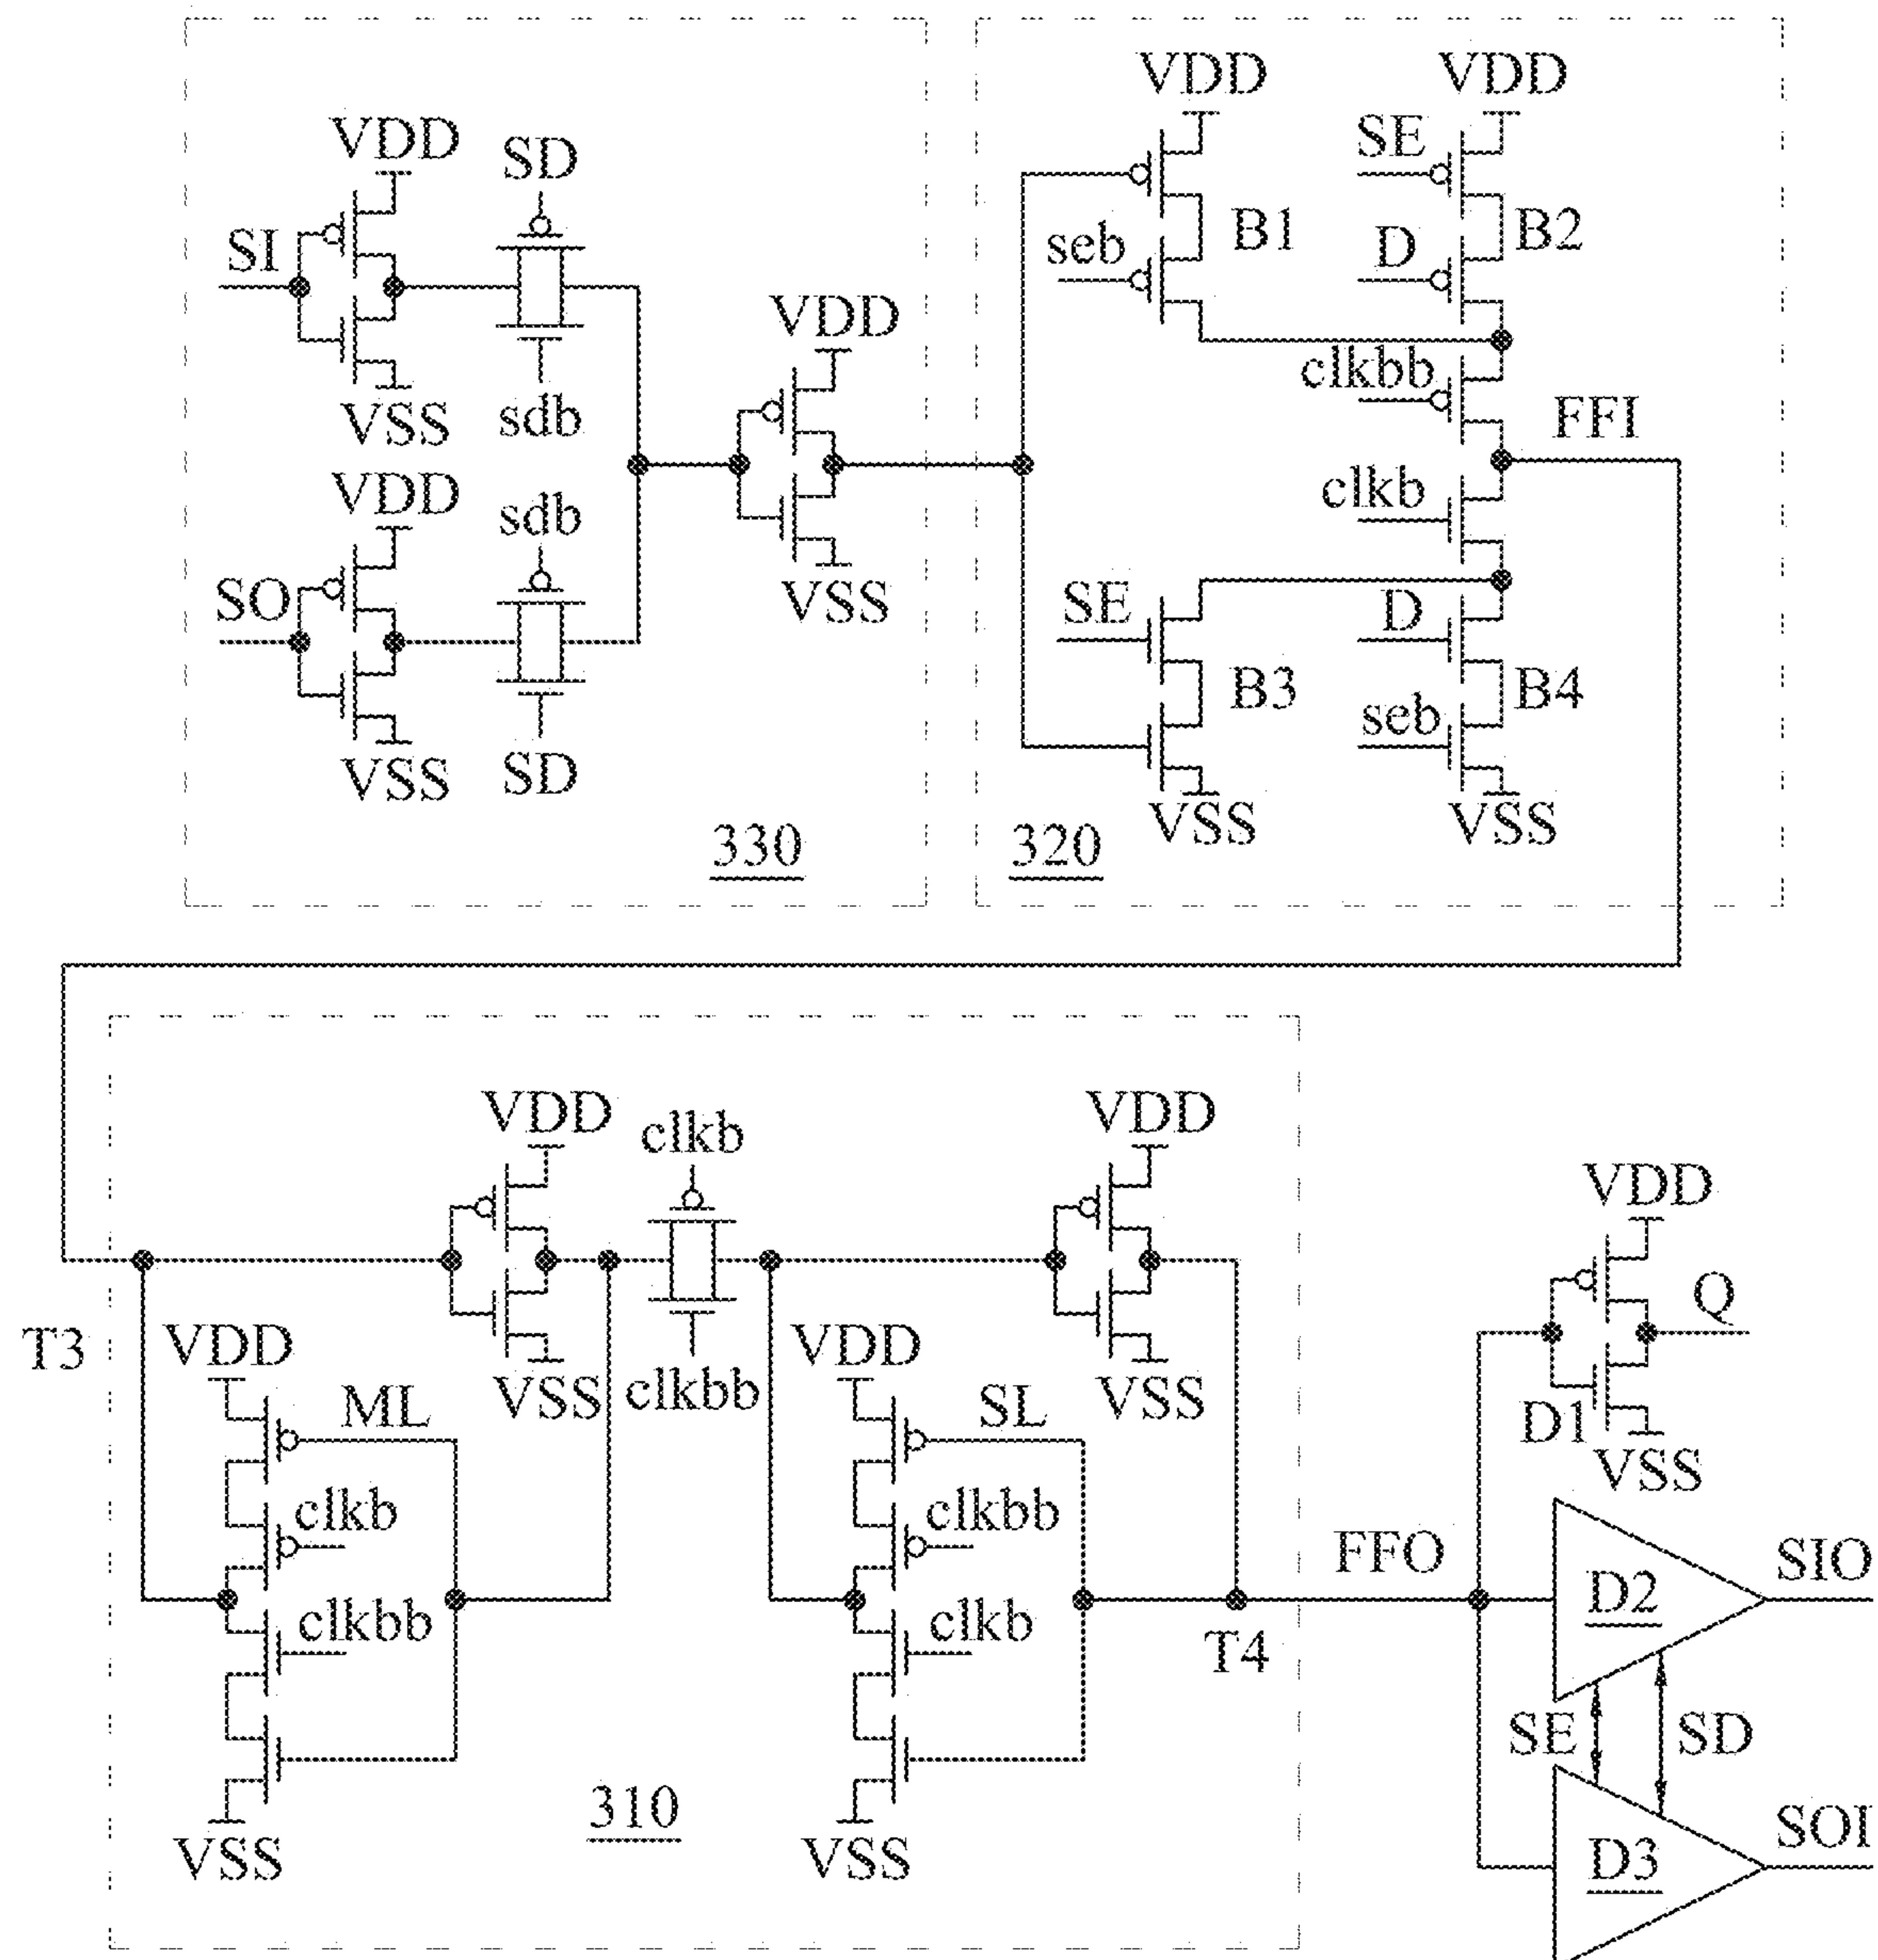 VDD
VDD
SE
VDD
SD
B1
B2
SI
seb
D
VDD
clkbb
FFI
VSS
sdb
VDD
sdb
clkb
SO
VSS
SE
D
B3
B4
VSS
SD
seb
VSS
VSS
330
320
VDD
clkb
VDD
VDD
Q
T3
VDD
VDD
VSS
clkbb
VSS
ML
SL
D1
VSS
clkb
clkbb
FFO
SIO
D2
clkbb
clkb
T4
SE
SD
310
SOI
VSS
VSS
D3